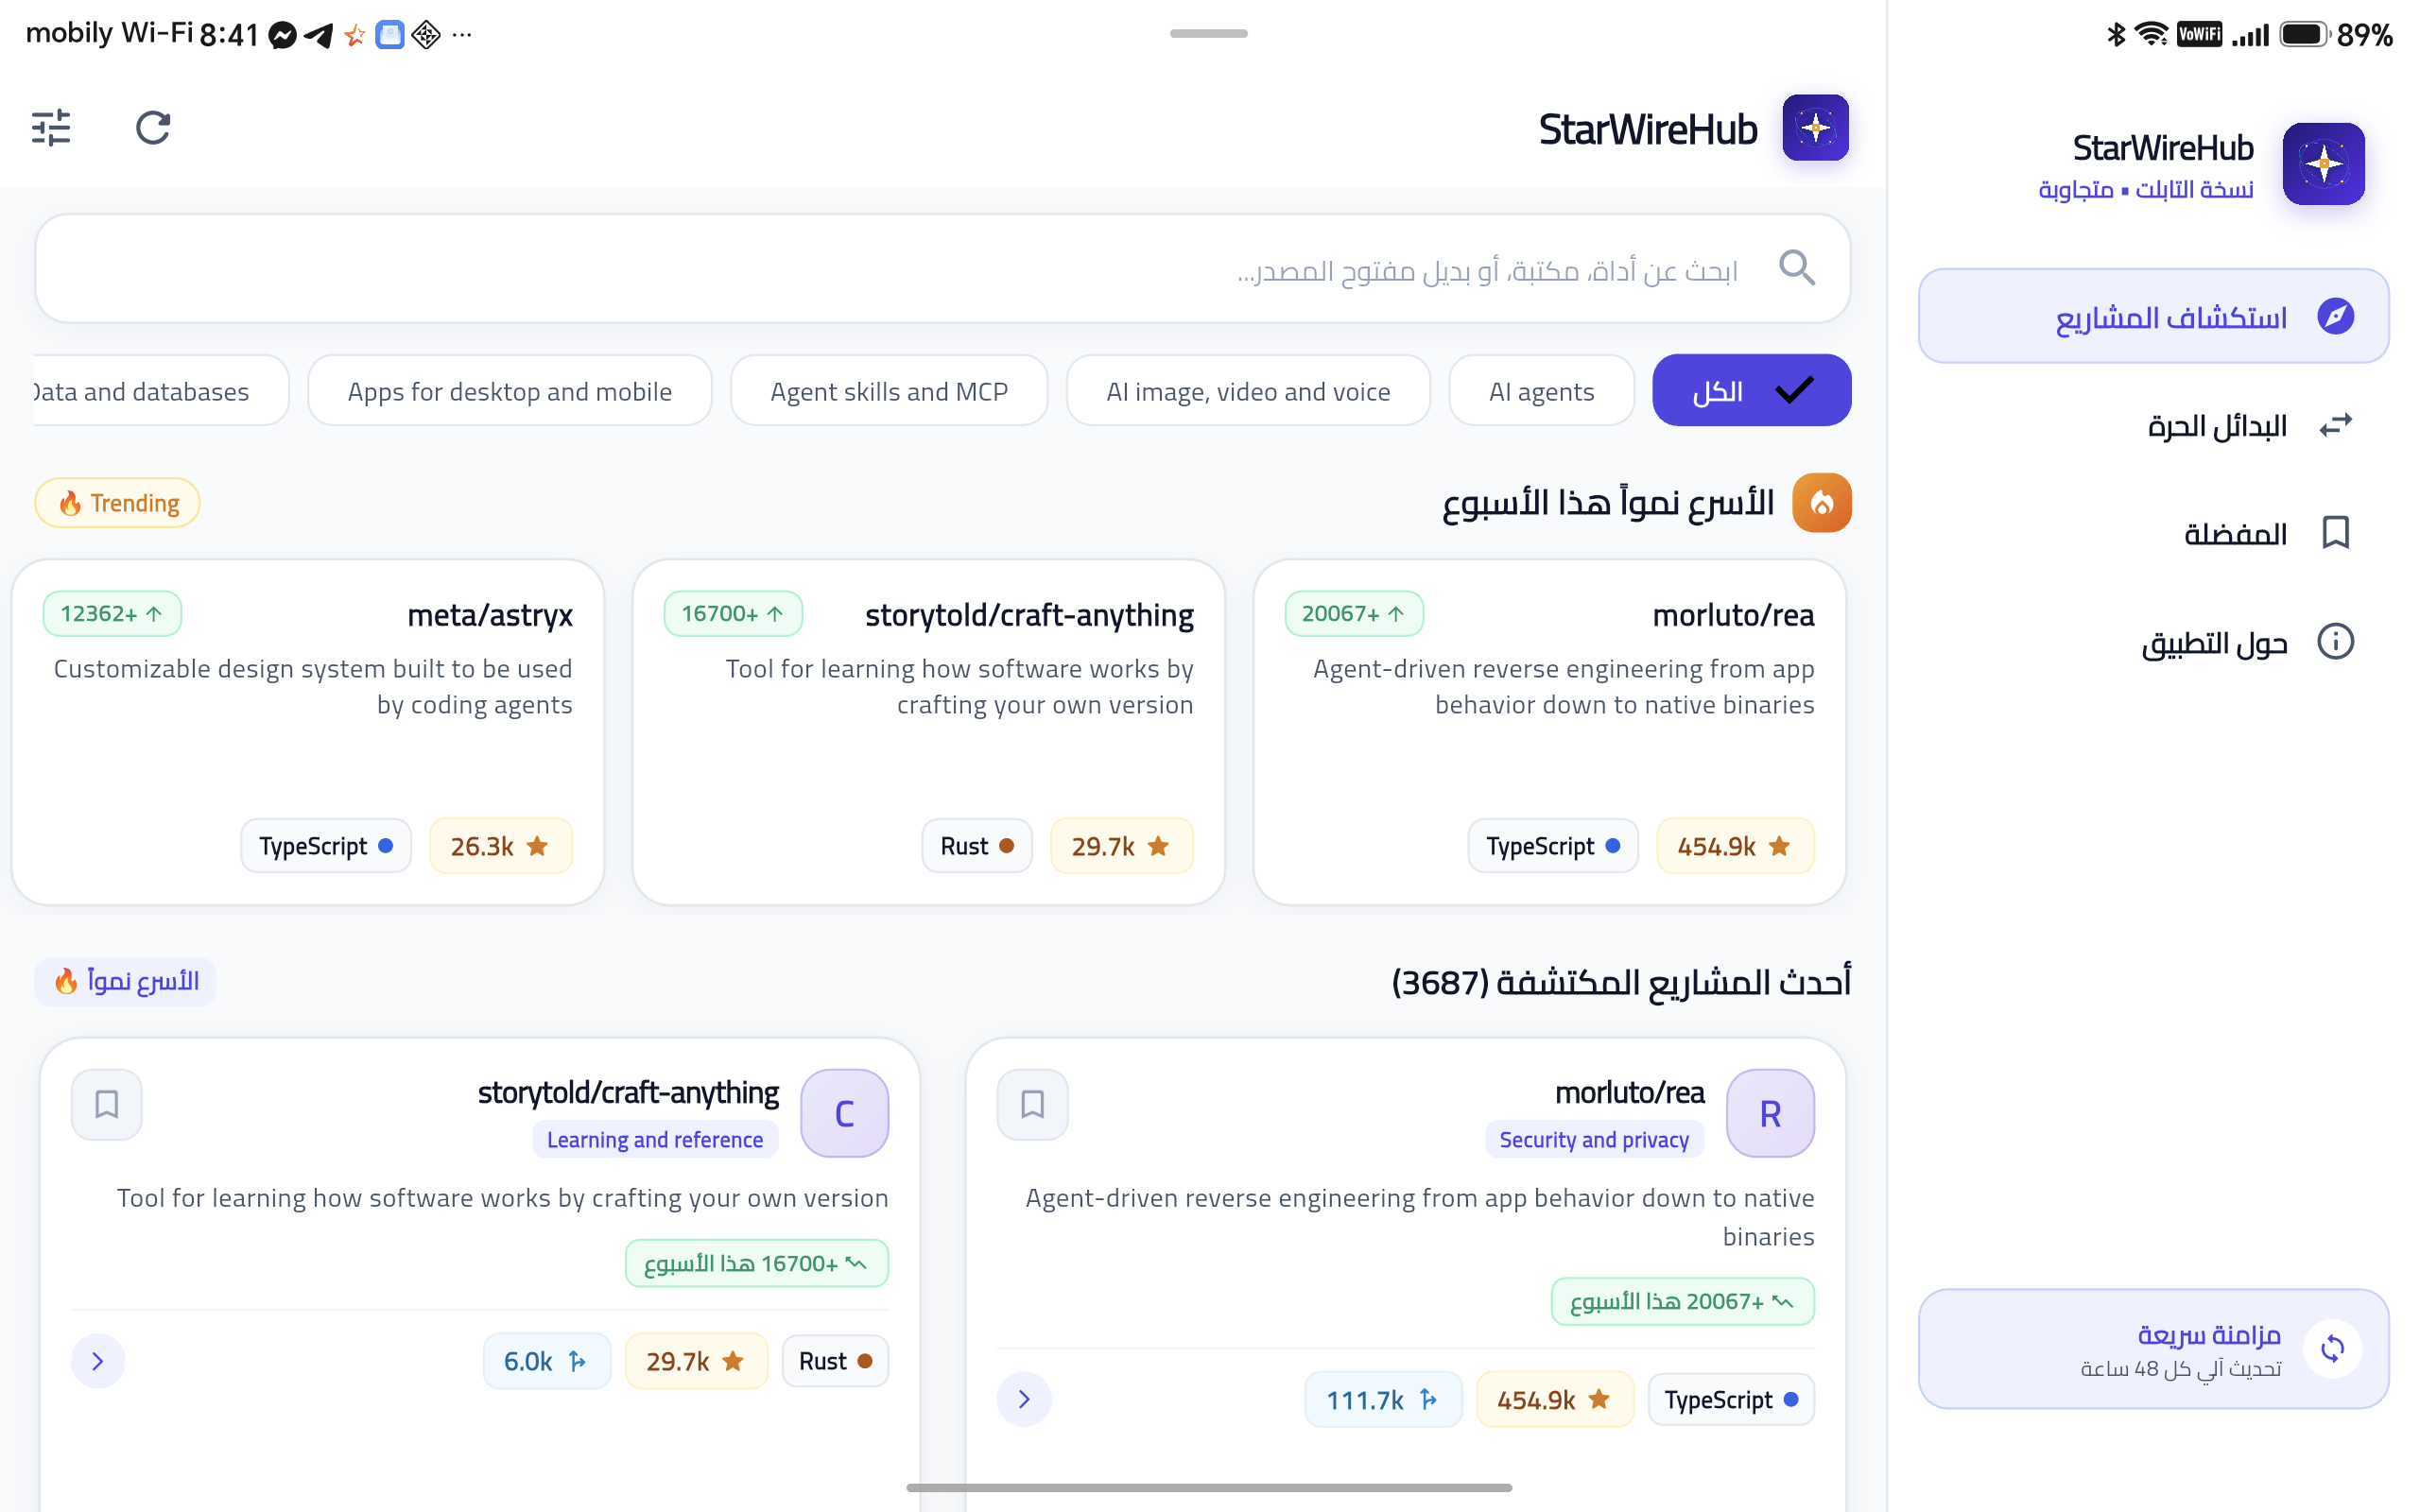 mobily Wi-Fi 8:41
VoWiFi 89%
StarWireHub
نسخة التابلت • متجاوبة
استكشاف المشاريع
البدائل الحرة
المفضلة
حول التطبيق
مزامنة سريعة
تحديث آلي كل 48 ساعة
StarWireHub
ابحث عن أداة، مكتبة، أو بديل مفتوح المصدر...
الكل
AI agents
AI image, video and voice
Agent skills and MCP
Apps for desktop and mobile
Data and databases
الأسرع نمواً هذا الأسبوع
🔥 Trending
morluto/rea
20067+ ↑
Agent-driven reverse engineering from app
behavior down to native binaries
454.9k
TypeScript
storytold/craft-anything
16700+ ↑
Tool for learning how software works by
crafting your own version
29.7k
Rust
meta/astryx
12362+ ↑
Customizable design system built to be used
by coding agents
26.3k
TypeScript
أحدث المشاريع المكتشفة (3687)
الأسرع نمواً 🔥
R
morluto/rea
Security and privacy
Agent-driven reverse engineering from app behavior down to native
binaries
+20067 هذا الأسبوع
TypeScript
454.9k
111.7k
C
storytold/craft-anything
Learning and reference
Tool for learning how software works by crafting your own version
+16700 هذا الأسبوع
Rust
29.7k
6.0k